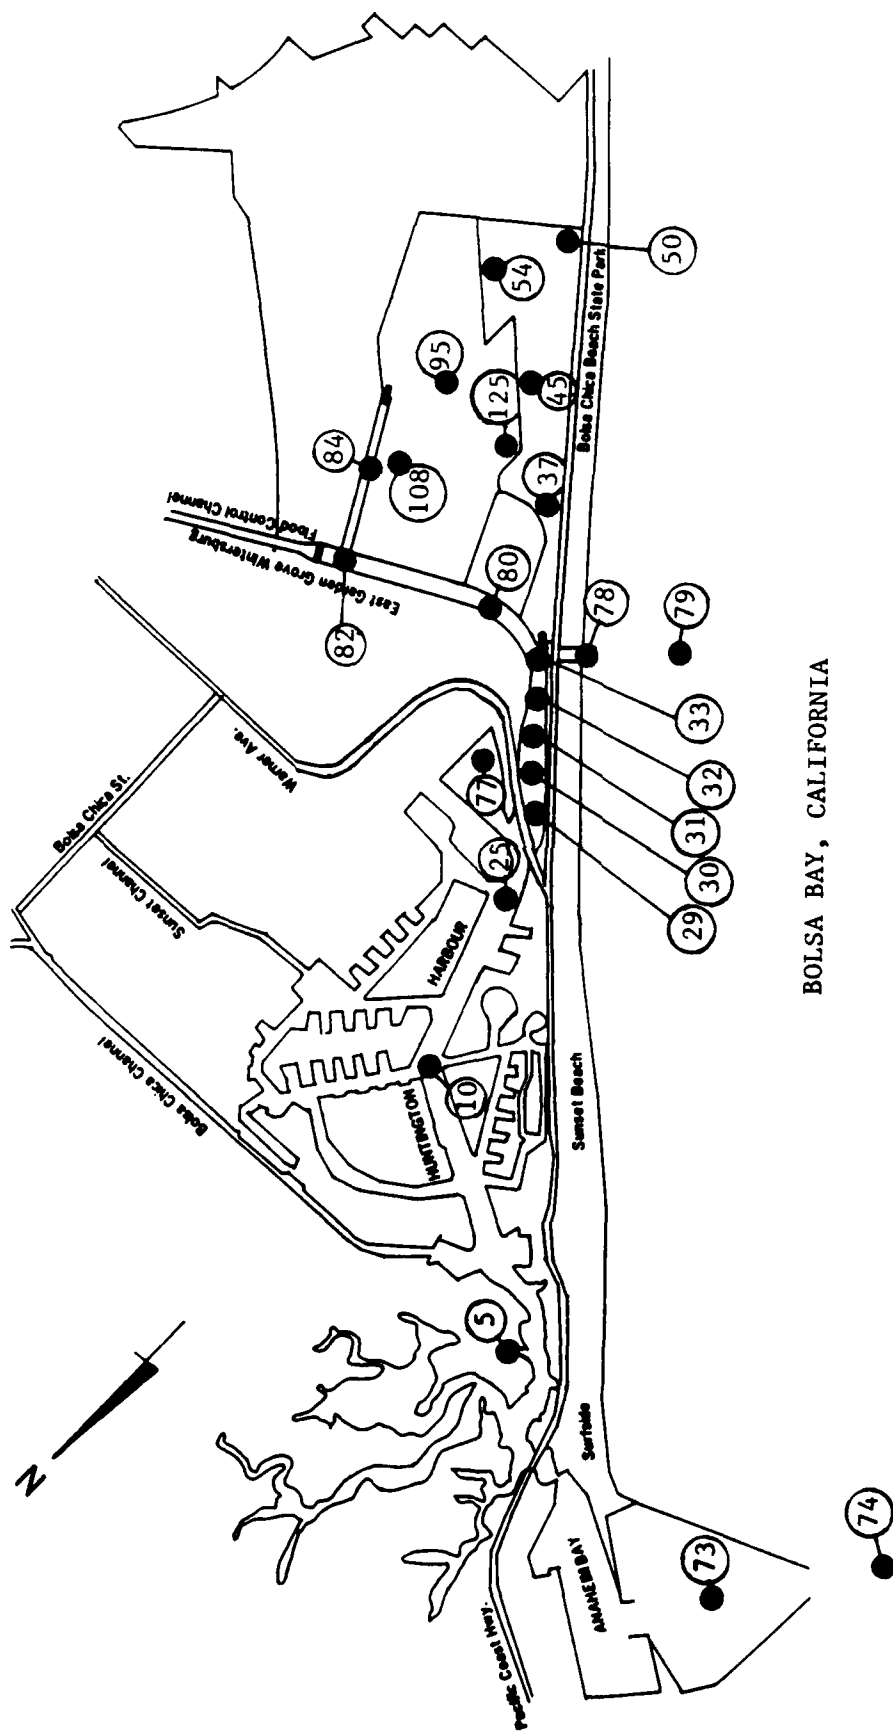 N
Pacific Coast Hwy.
ANAHEIM BAY
73
74
Surfside
5
Bolsa Chica Channel
Sunset Channel
Bolsa Chica St.
Warner Ave.
HUNTINGTON
HARBOUR
10
Sunset Beach
25
77
29
30
31
32
33
78
79
East Garden Grove Wintersburg
Flood Control Channel
82
80
84
108
37
125
95
45
54
50
Bolsa Chica Beach State Park
BOLSA BAY, CALIFORNIA